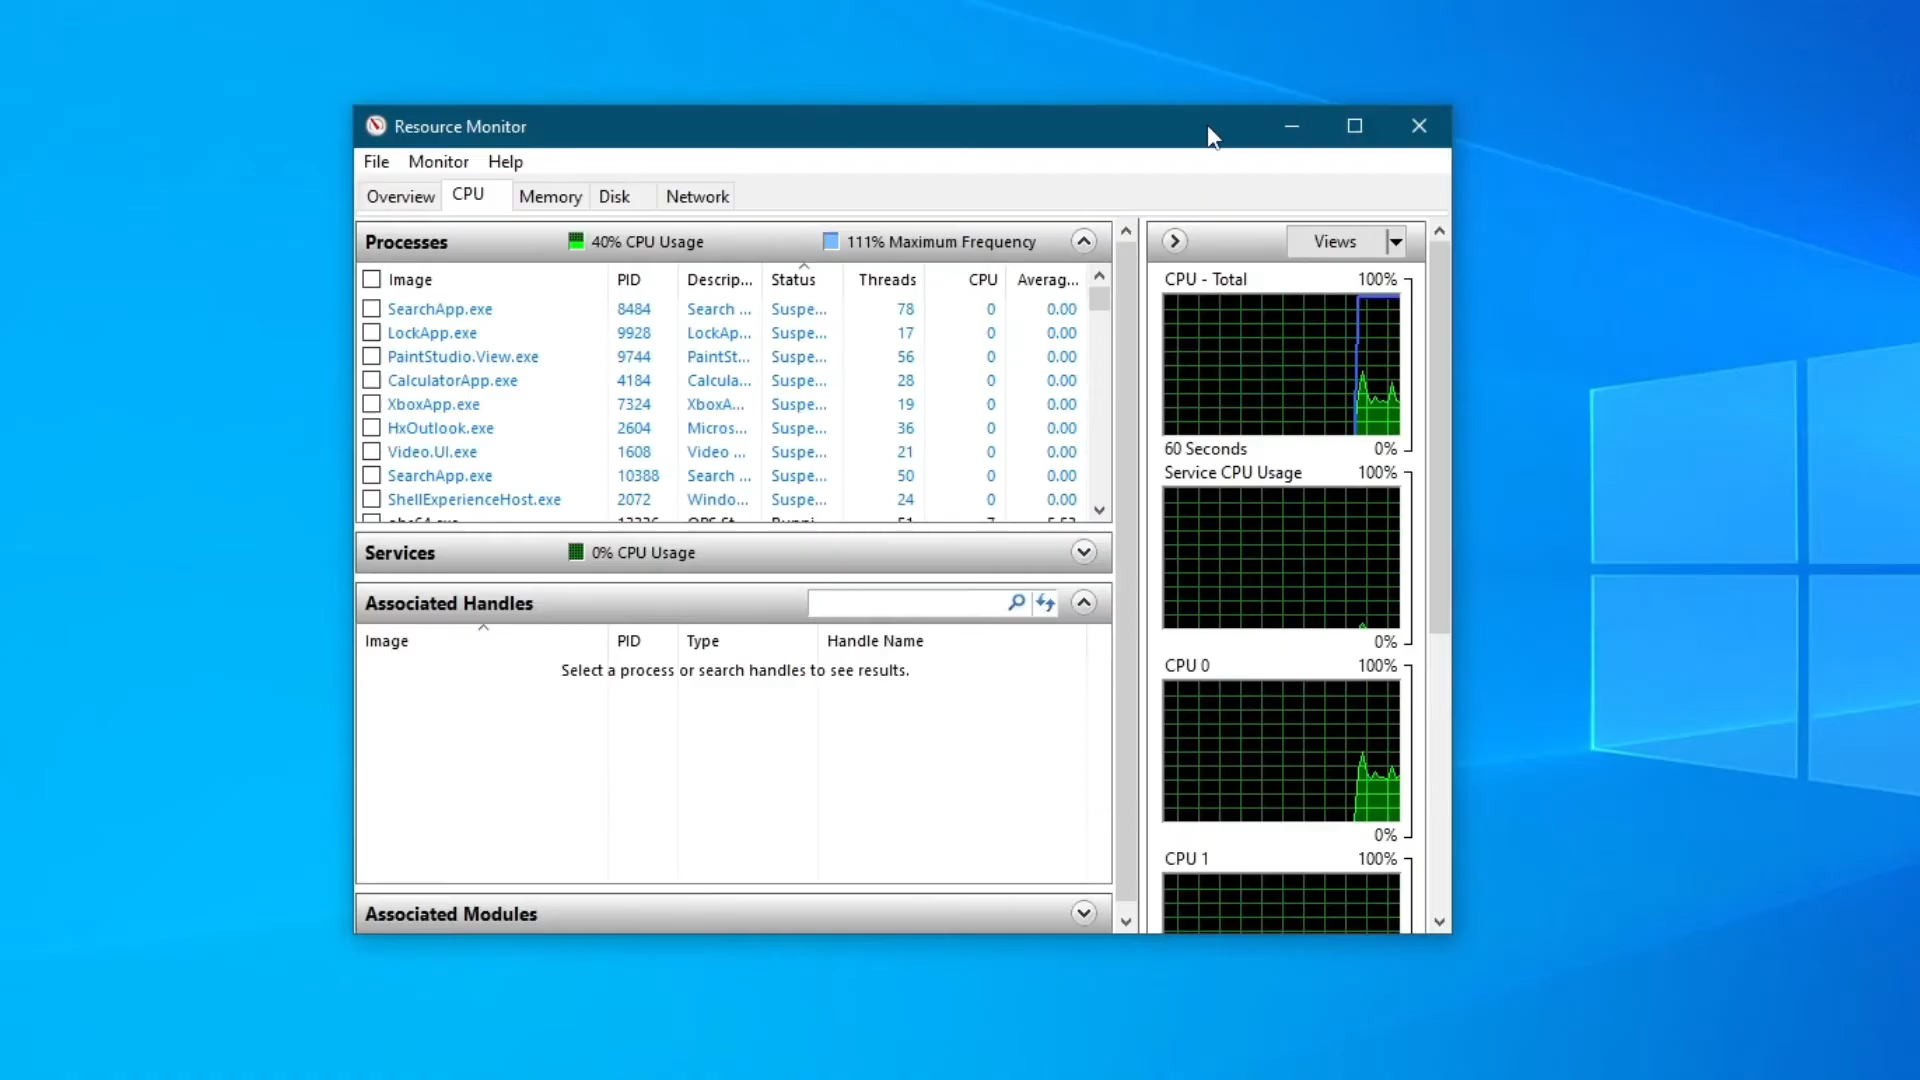 Resource Monitor
File Monitor Help
Overview CPU Memory Disk Network
Processes 40% CPU Usage 111% Maximum Frequency
Image PID Descrip... Status Threads CPU Averag...
SearchApp.exe 8484 Search ... Suspe... 78 0 0.00
LockApp.exe 9928 LockAp... Suspe... 17 0 0.00
PaintStudio.View.exe 9744 PaintSt... Suspe... 56 0 0.00
CalculatorApp.exe 4184 Calcula... Suspe... 28 0 0.00
XboxApp.exe 7324 XboxA... Suspe... 19 0 0.00
HxOutlook.exe 2604 Micros... Suspe... 36 0 0.00
Video.UI.exe 1608 Video ... Suspe... 21 0 0.00
SearchApp.exe 10388 Search ... Suspe... 50 0 0.00
ShellExperienceHost.exe 2072 Windo... Suspe... 24 0 0.00
Services 0% CPU Usage
Associated Handles
Image PID Type Handle Name
Select a process or search handles to see results.
Associated Modules
Views
CPU - Total 100%
60 Seconds 0%
Service CPU Usage 100%
0%
CPU 0 100%
0%
CPU 1 100%